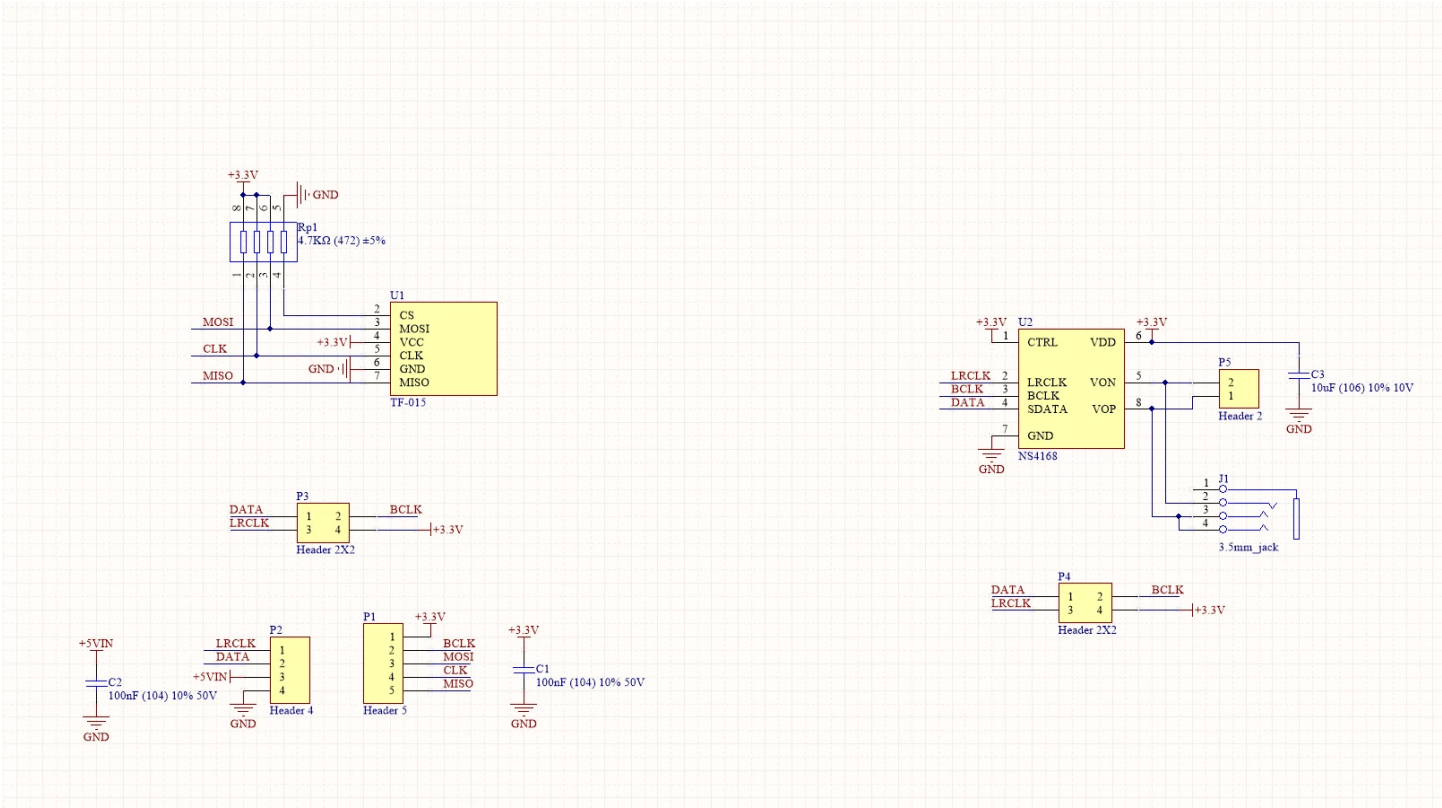 +3.3V
GND
8 7 6 5
Rp1
4.7KΩ (472) ±5%
1 2 3 4
U1
2 CS
MOSI 3 MOSI
+3.3V 4 VCC
CLK 5 CLK
GND 6 GND
MISO 7 MISO
TF-015
+3.3V U2 +3.3V
1 CTRL VDD 6
LRCLK 2 LRCLK VON 5
BCLK 3 BCLK
DATA 4 SDATA VOP 8
7 GND
GND
NS4168
P5
2
1
Header 2
C3
10uF (106) 10% 10V
GND
J1
1
2
3
4
3.5mm_jack
P3
DATA 1 2 BCLK
LRCLK 3 4 +3.3V
Header 2X2
P4
DATA 1 2 BCLK
LRCLK 3 4 +3.3V
Header 2X2
+5VIN
C2
100nF (104) 10% 50V
GND
P2
LRCLK 1
DATA 2
+5VIN 3
4
GND
Header 4
P1 +3.3V
1
2 BCLK
3 MOSI
4 CLK
5 MISO
Header 5
+3.3V
C1
100nF (104) 10% 50V
GND